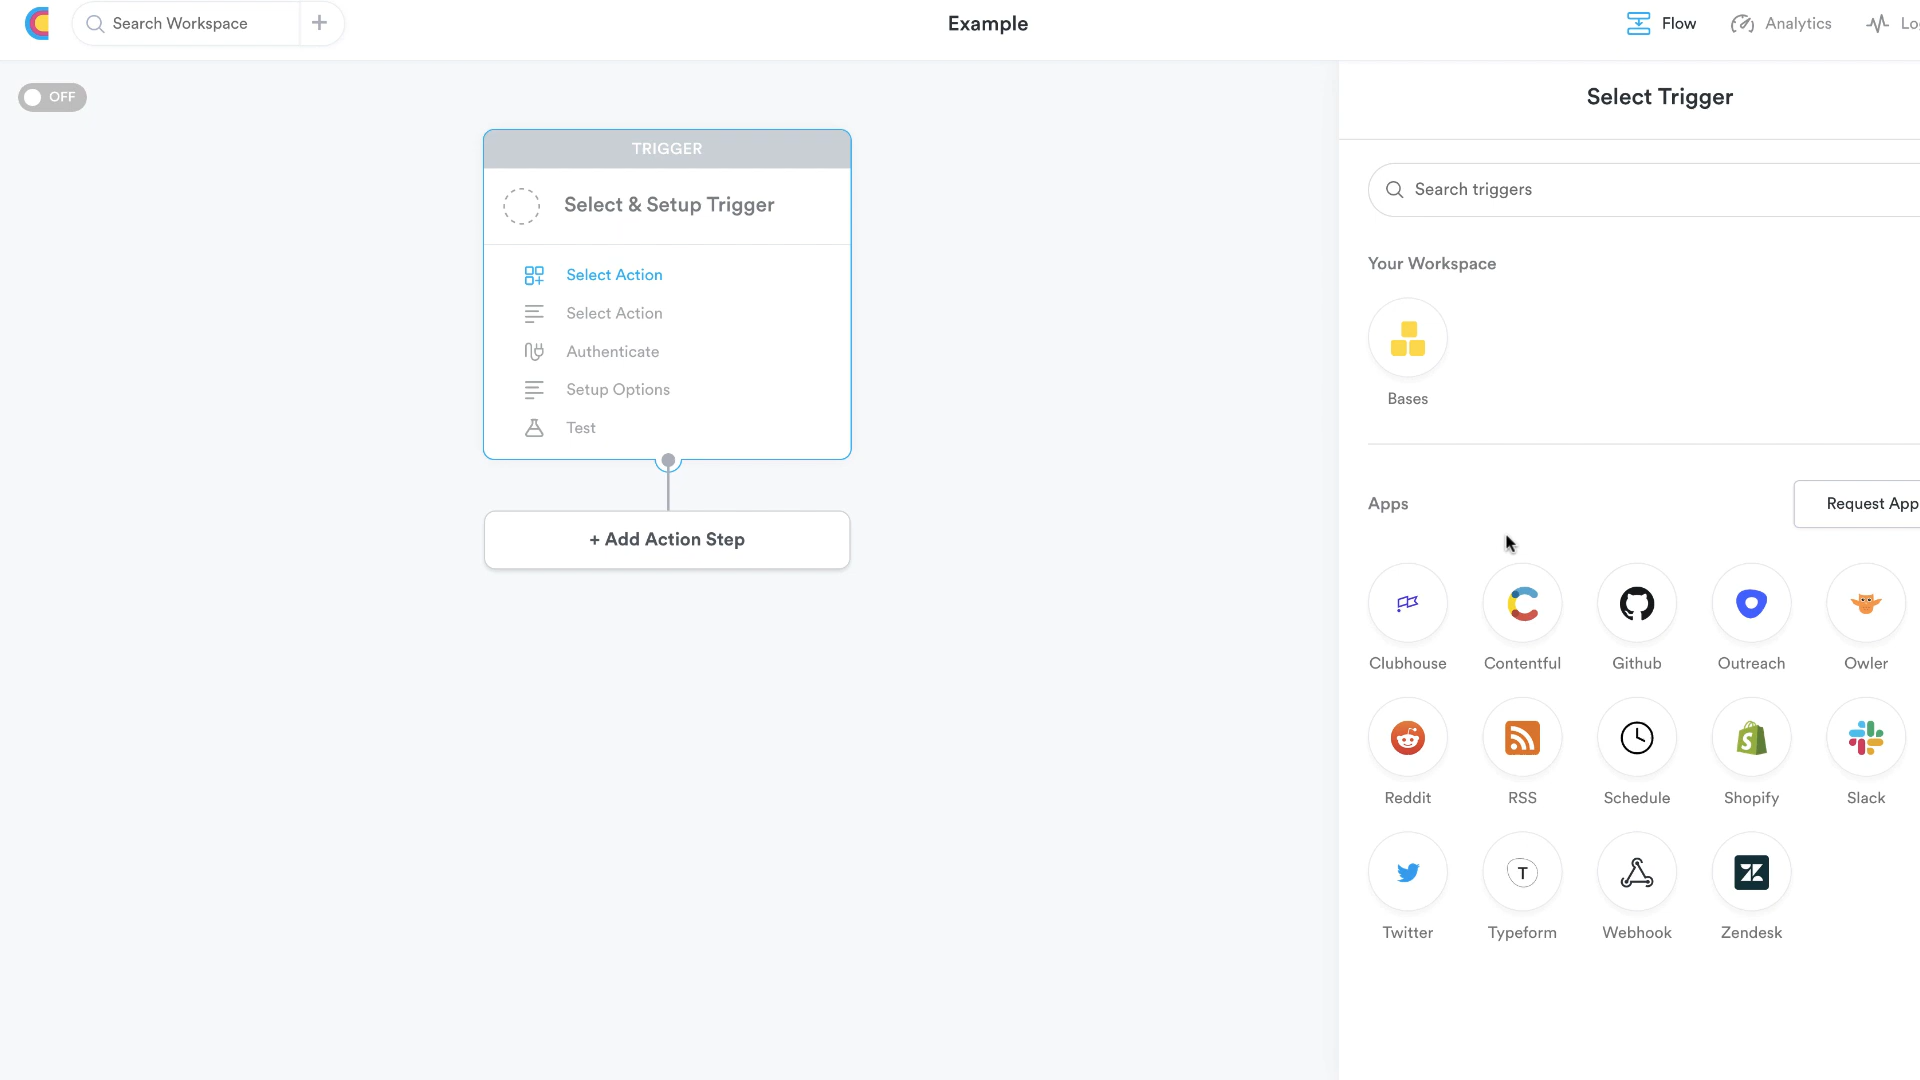 Search Workspace
Example
Flow
Analytics
OFF
TRIGGER
Select & Setup Trigger
Select Action
Select Action
Authenticate
Setup Options
Test
+ Add Action Step
Select Trigger
Search triggers
Your Workspace
Bases
Apps
Request App
Clubhouse
Contentful
Github
Outreach
Owler
Reddit
RSS
Schedule
Shopify
Slack
Twitter
T
Typeform
Webhook
Zendesk